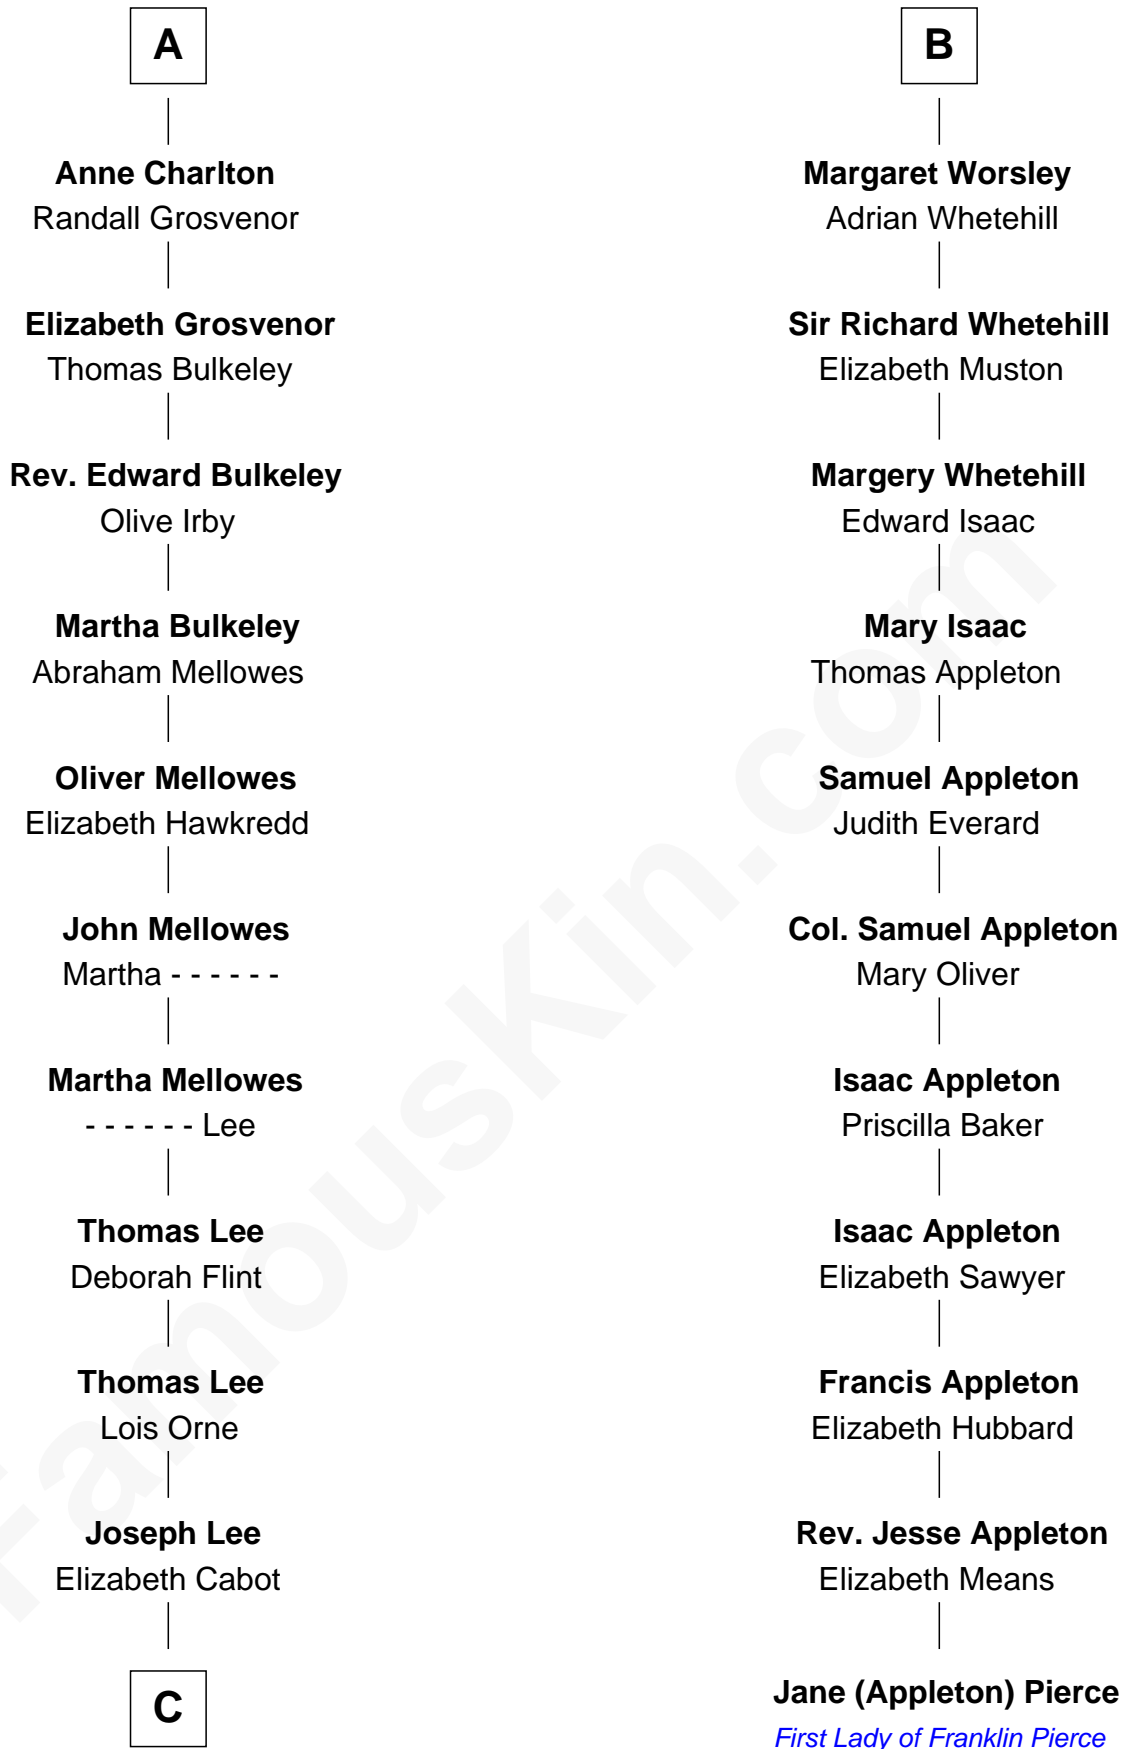 A
Anne Charlton
Randall Grosvenor
Elizabeth Grosvenor
Thomas Bulkeley
Rev. Edward Bulkeley
Olive Irby
Martha Bulkeley
Abraham Mellowes
Oliver Mellowes
Elizabeth Hawkredd
John Mellowes
Martha - - - - - -
Martha Mellowes
- - - - - - Lee
Thomas Lee
Deborah Flint
Thomas Lee
Lois Orne
Joseph Lee
Elizabeth Cabot
C
B
Margaret Worsley
Adrian Whetehill
Sir Richard Whetehill
Elizabeth Muston
Margery Whetehill
Edward Isaac
Mary Isaac
Thomas Appleton
Samuel Appleton
Judith Everard
Col. Samuel Appleton
Mary Oliver
Isaac Appleton
Priscilla Baker
Isaac Appleton
Elizabeth Sawyer
Francis Appleton
Elizabeth Hubbard
Rev. Jesse Appleton
Elizabeth Means
Jane (Appleton) Pierce
First Lady of Franklin Pierce
FamousKin.com